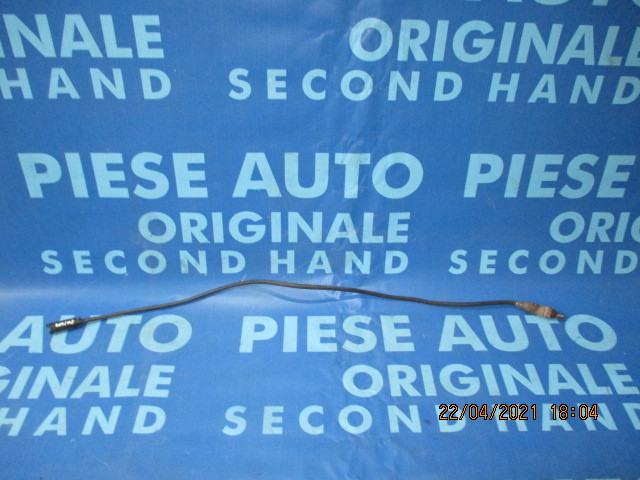 PIESE AUTO
ORIGINALE ORIGINALE
SECOND HAND SECOND HAND
PIESE AUTO PIESE
ORIGINALE ORIGINALE
SECOND HAND SECOND HAND
AUTO PIESE AUTO
ORIGINALE ORIGINALE
HAND SECOND HAND
22/04/2021 18:04